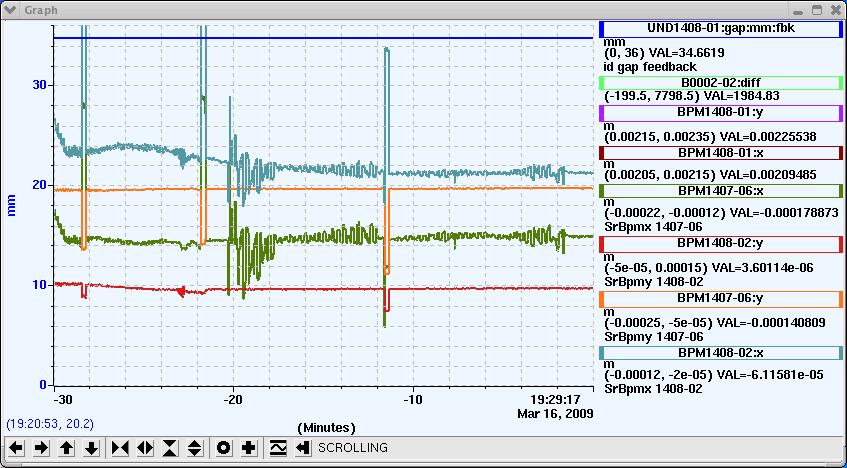 Graph
UND1408-01:gap:mm:fbk
mm
(0, 36) VAL=34.6619
id gap feedback
B0002-02:diff
(-199.5, 7798.5) VAL=1984.83
BPM1408-01:y
m
(0.00215, 0.00235) VAL=0.00225538
BPM1408-01:x
m
(0.00205, 0.00215) VAL=0.00209485
BPM1407-06:x
m
(-0.00022, -0.00012) VAL=-0.000178873
SrBpmx 1407-06
BPM1408-02:y
m
(-5e-05, 0.00015) VAL=3.60114e-06
SrBpmy 1408-02
BPM1407-06:y
m
(-0.00025, -5e-05) VAL=-0.000140809
SrBpmy 1407-06
BPM1408-02:x
m
(-0.00012, -2e-05) VAL=-6.11581e-05
SrBpmx 1408-02
30
20
mm
10
0
-30
-20
-10
19:29:17
Mar 16, 2009
(Minutes)
(19:20:53, 20.2)
SCROLLING